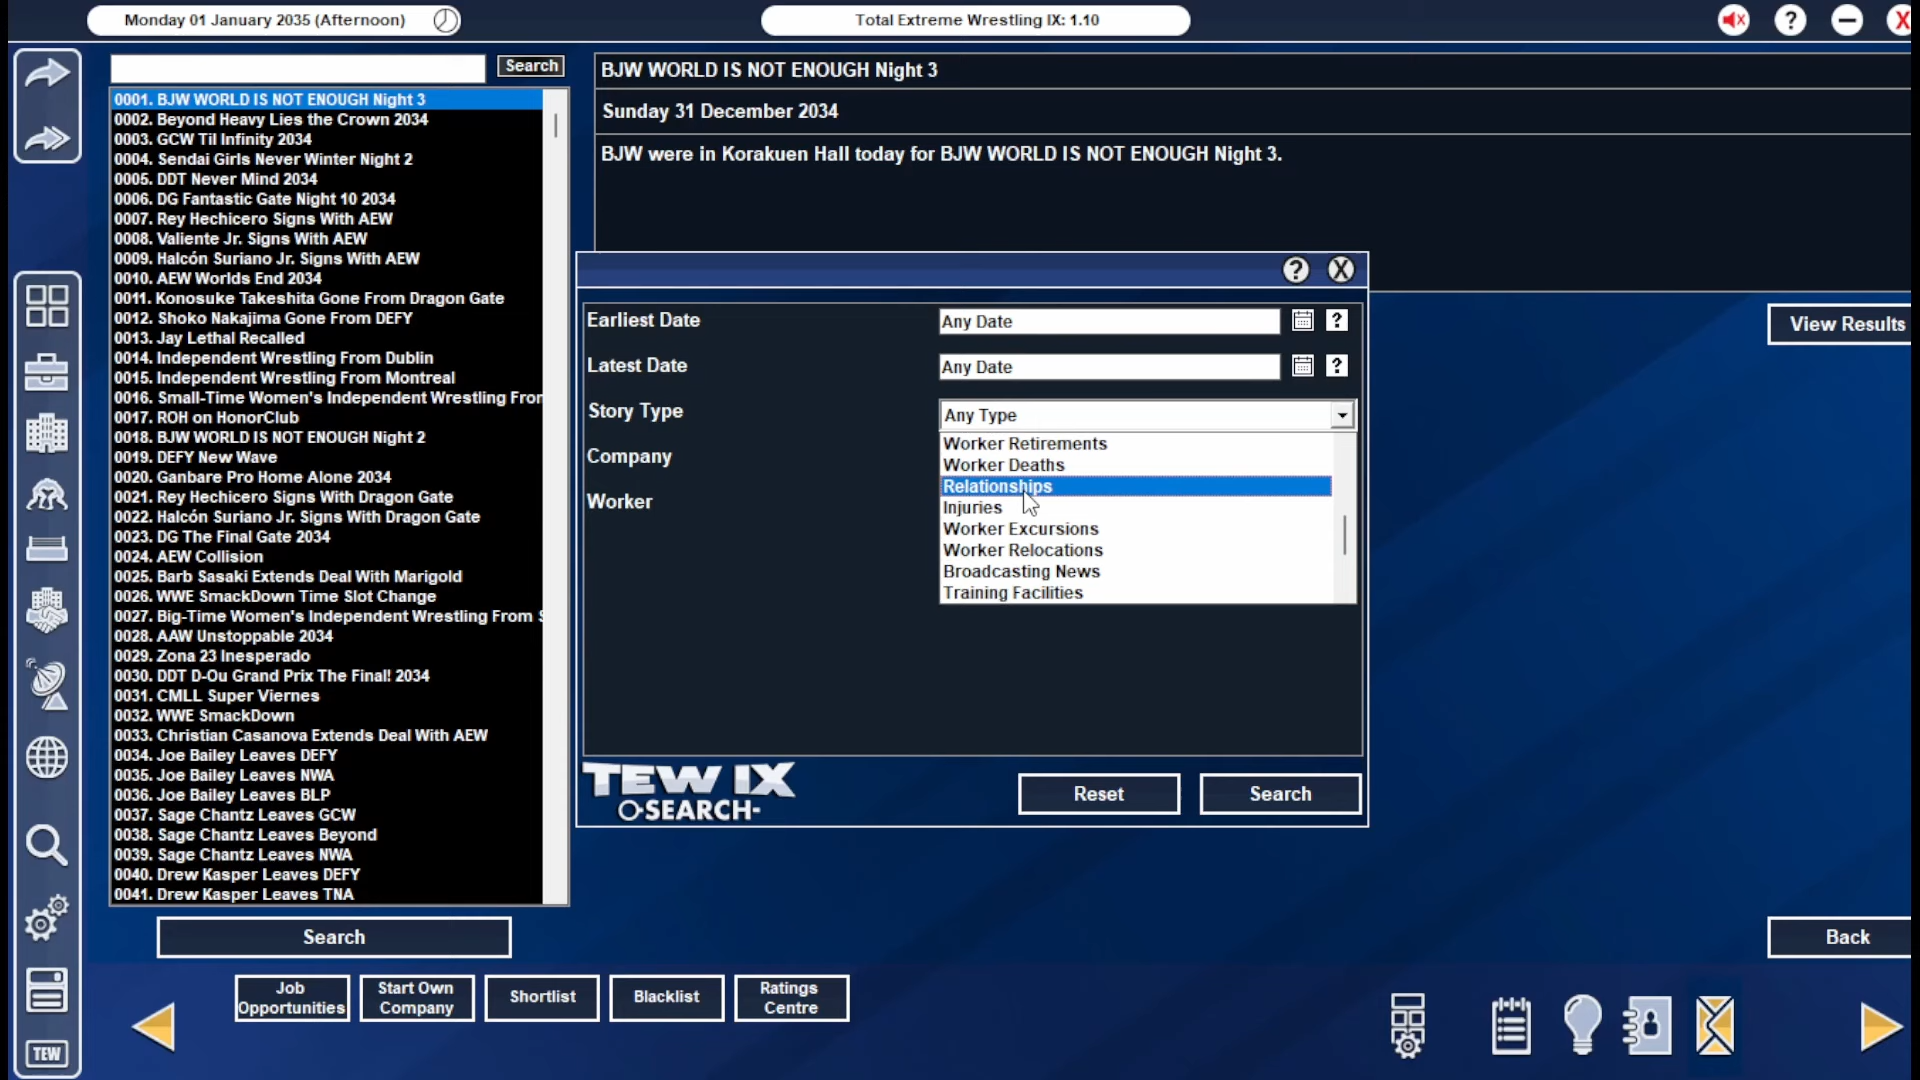 Monday 01 January 2035 (Afternoon)
Total Extreme Wrestling IX: 1.10
?
X
Search
0001. BJW WORLD IS NOT ENOUGH Night 3
0002. Beyond Heavy Lies the Crown 2034
0003. GCW Til Infinity 2034
0004. Sendai Girls Never Winter Night 2
0005. DDT Never Mind 2034
0006. DG Fantastic Gate Night 10 2034
0007. Rey Hechicero Signs With AEW
0008. Valiente Jr. Signs With AEW
0009. Halcón Suriano Jr. Signs With AEW
0010. AEW Worlds End 2034
0011. Konosuke Takeshita Gone From Dragon Gate
0012. Shoko Nakajima Gone From DEFY
0013. Jay Lethal Recalled
0014. Independent Wrestling From Dublin
0015. Independent Wrestling From Montreal
0016. Small-Time Women's Independent Wrestling Fror
0017. ROH on HonorClub
0018. BJW WORLD IS NOT ENOUGH Night 2
0019. DEFY New Wave
0020. Ganbare Pro Home Alone 2034
0021. Rey Hechicero Signs With Dragon Gate
0022. Halcón Suriano Jr. Signs With Dragon Gate
0023. DG The Final Gate 2034
0024. AEW Collision
0025. Barb Sasaki Extends Deal With Marigold
0026. WWE SmackDown Time Slot Change
0027. Big-Time Women's Independent Wrestling From S
0028. AAW Unstoppable 2034
0029. Zona 23 Inesperado
0030. DDT D-Ou Grand Prix The Final! 2034
0031. CMLL Super Viernes
0032. WWE SmackDown
0033. Christian Casanova Extends Deal With AEW
0034. Joe Bailey Leaves DEFY
0035. Joe Bailey Leaves NWA
0036. Joe Bailey Leaves BLP
0037. Sage Chantz Leaves GCW
0038. Sage Chantz Leaves Beyond
0039. Sage Chantz Leaves NWA
0040. Drew Kasper Leaves DEFY
0041. Drew Kasper Leaves TNA
Search
BJW WORLD IS NOT ENOUGH Night 3
Sunday 31 December 2034
BJW were in Korakuen Hall today for BJW WORLD IS NOT ENOUGH Night 3.
? X
Earliest Date Any Date ?
Latest Date Any Date ?
Story Type Any Type
Company
Worker
Worker Retirements
Worker Deaths
Relationships
Injuries
Worker Excursions
Worker Relocations
Broadcasting News
Training Facilities
TEW IX
SEARCH
Reset
Search
View Results
Back
Job Opportunities
Start Own Company
Shortlist
Blacklist
Ratings Centre
TEW